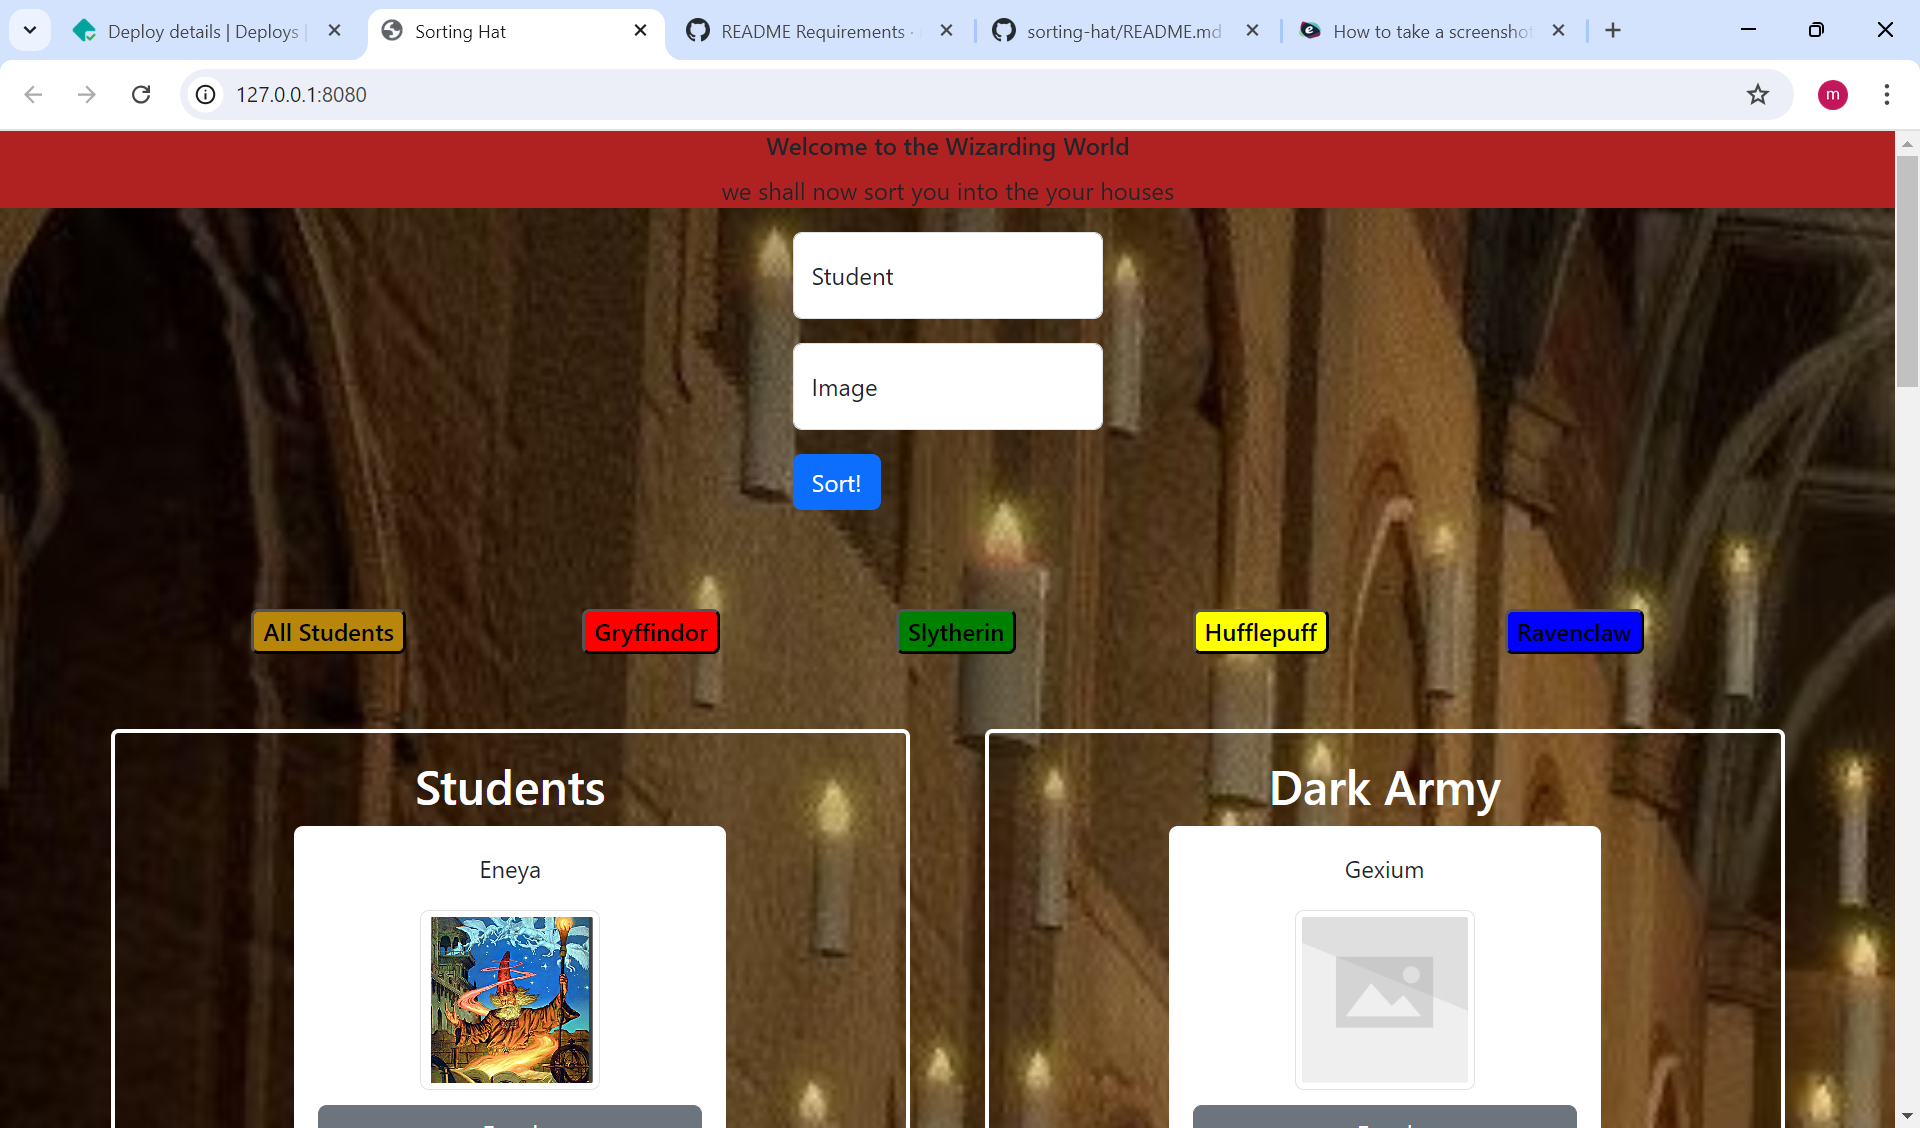 Deploy details | Deploys |
Sorting Hat
README Requirements ·
sorting-hat/README.md
How to take a screenshot
127.0.0.1:8080
m
Welcome to the Wizarding World
we shall now sort you into the your houses
Student
Image
Sort!
All Students
Gryffindor
Slytherin
Hufflepuff
Ravenclaw
Students
Dark Army
Eneya
Gexium